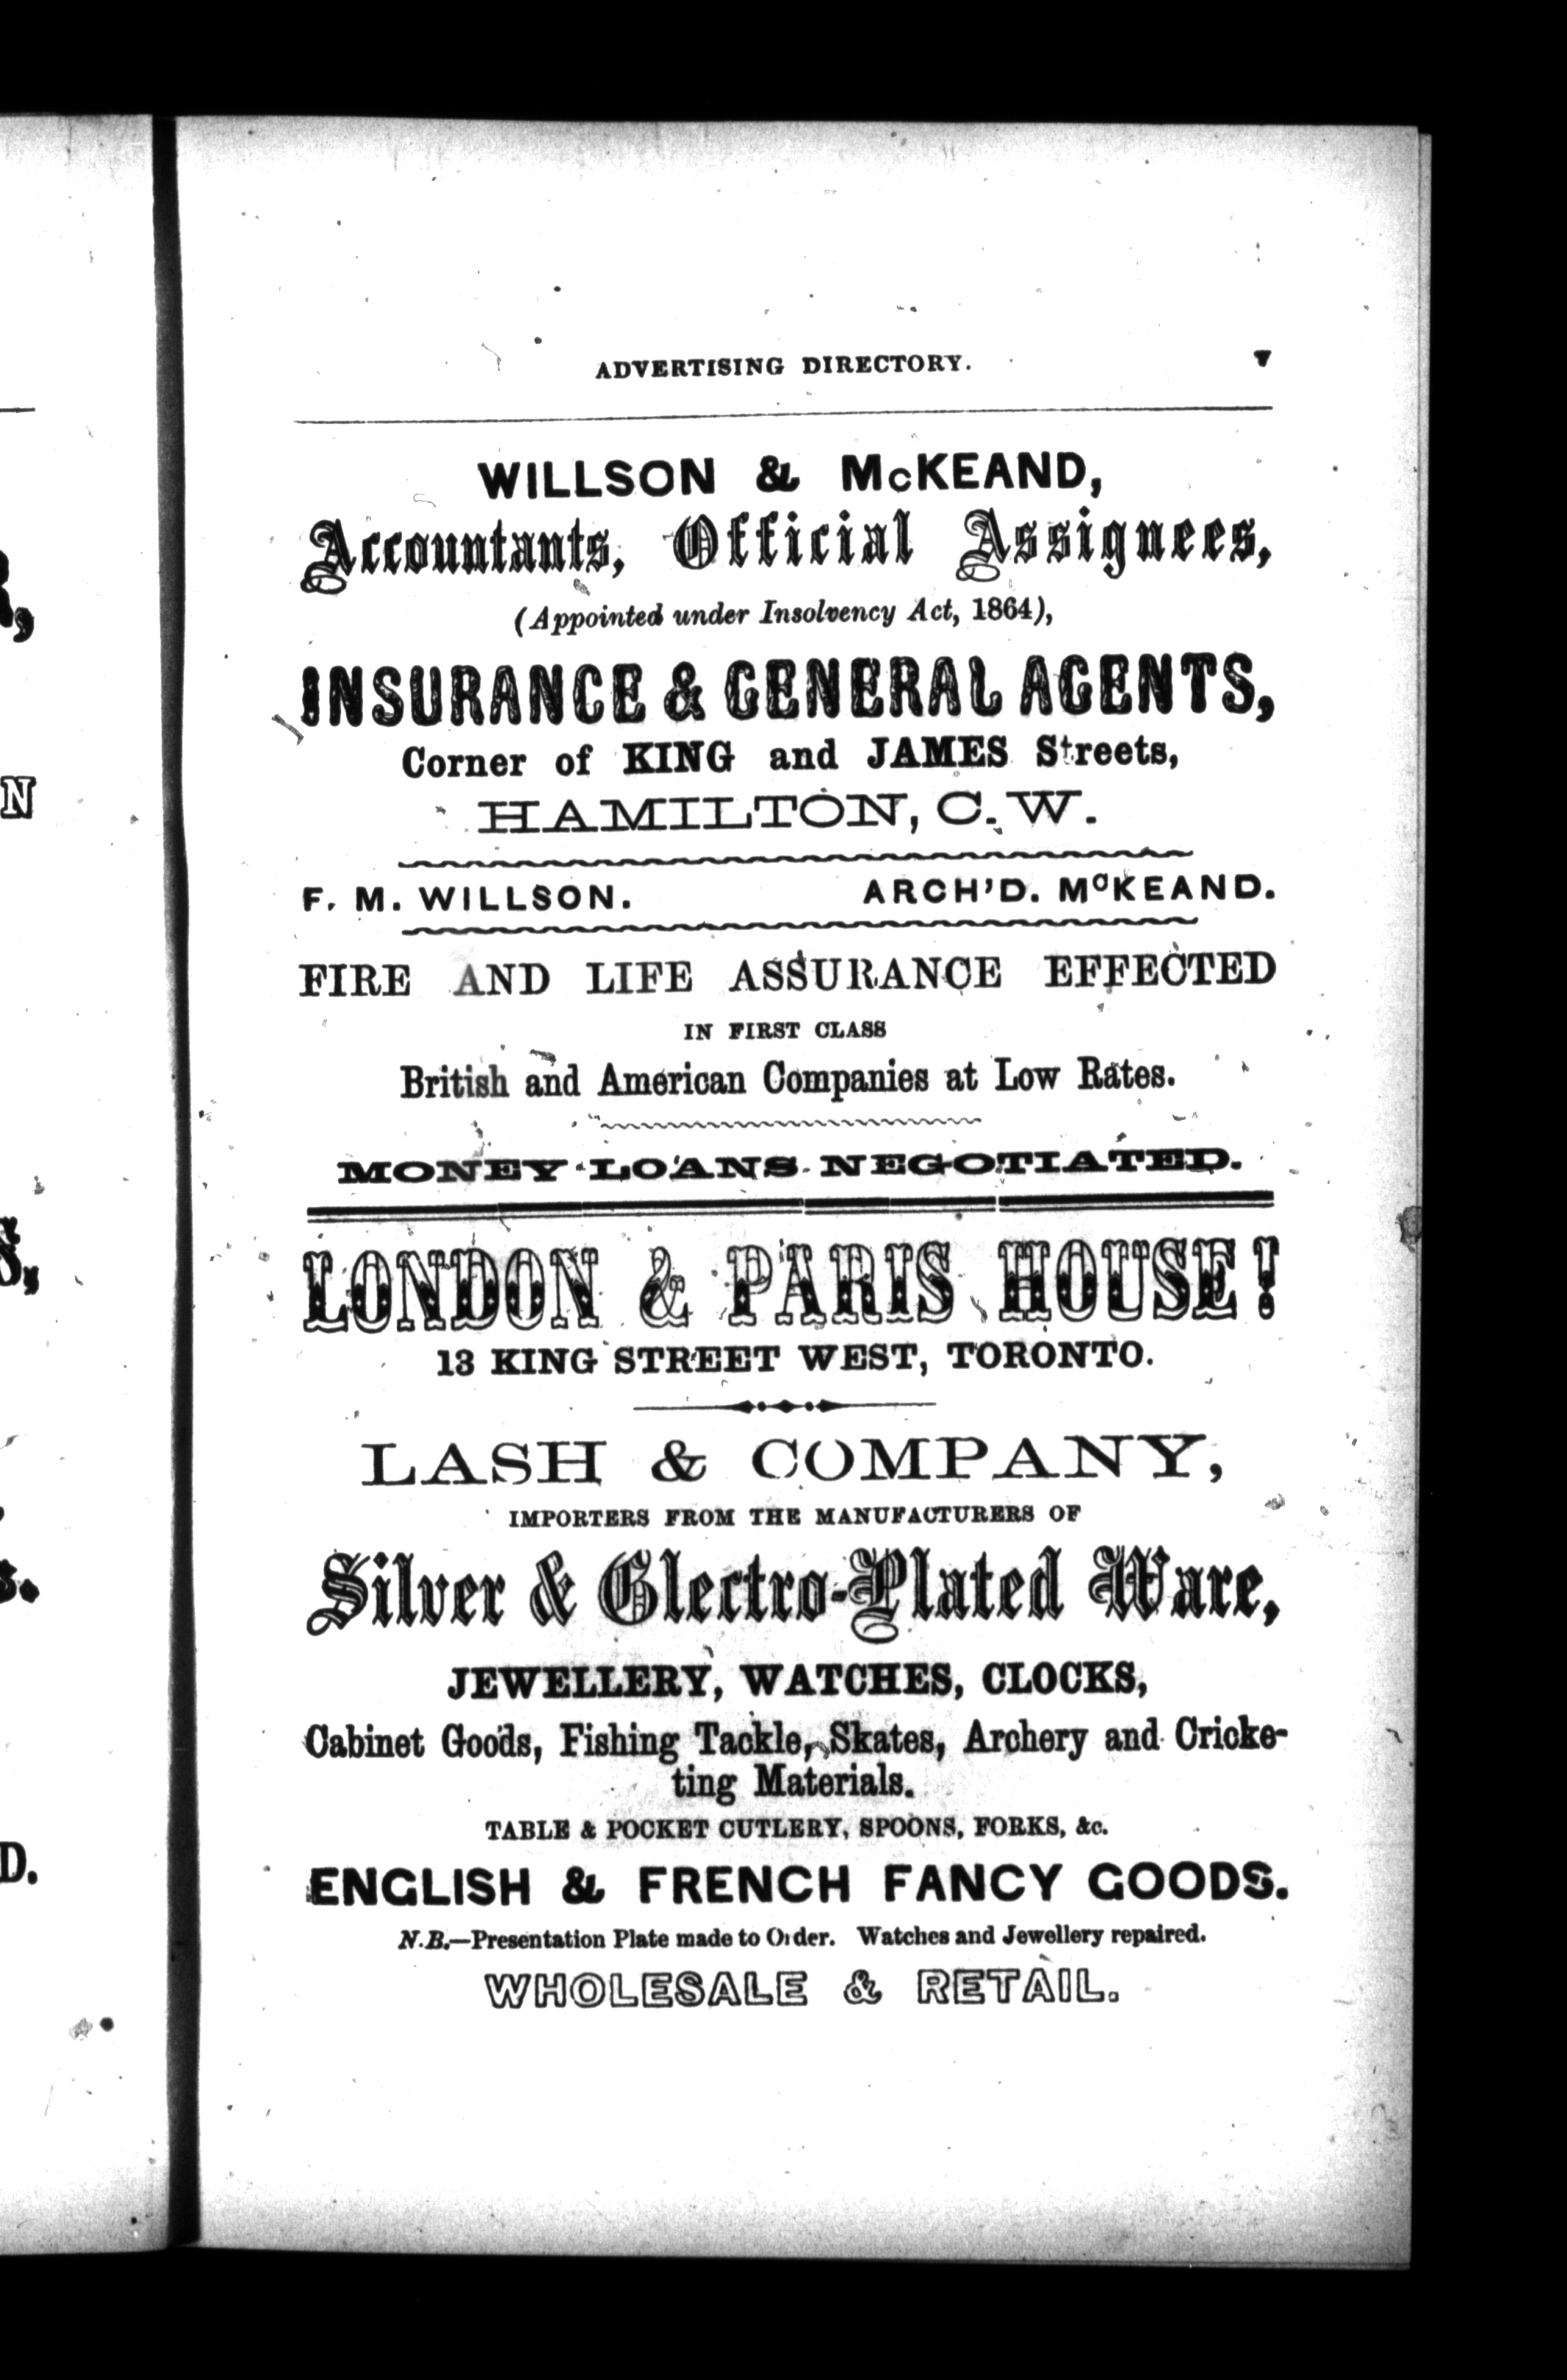 ADVERTISING DIRECTORY. v
WILLSON & McKEAND,
Accountants, Official Assignees,
(Appointed under Insolvency Act, 1864),
INSURANCE & GENERAL AGENTS,
Corner of KING and JAMES Streets,
HAMILTON, C. W.
F. M. WILLSON. ARCH'D. McKEAND.
FIRE AND LIFE ASSURANCE EFFECTED
IN FIRST CLASS
British and American Companies at Low Rates.
MONEY LOANS NEGOTIATED.
LONDON & PARIS HOUSE!
13 KING STREET WEST, TORONTO.
LASH & COMPANY,
IMPORTERS FROM THE MANUFACTURERS OF
Silver & Electro-Plated Ware,
JEWELLERY, WATCHES, CLOCKS,
Cabinet Goods, Fishing Tackle, Skates, Archery and Cricke-
ting Materials.
TABLE & POCKET CUTLERY, SPOONS, FORKS, &c.
ENGLISH & FRENCH FANCY GOODS.
N.B.—Presentation Plate made to Order. Watches and Jewellery repaired.
WHOLESALE & RETAIL.